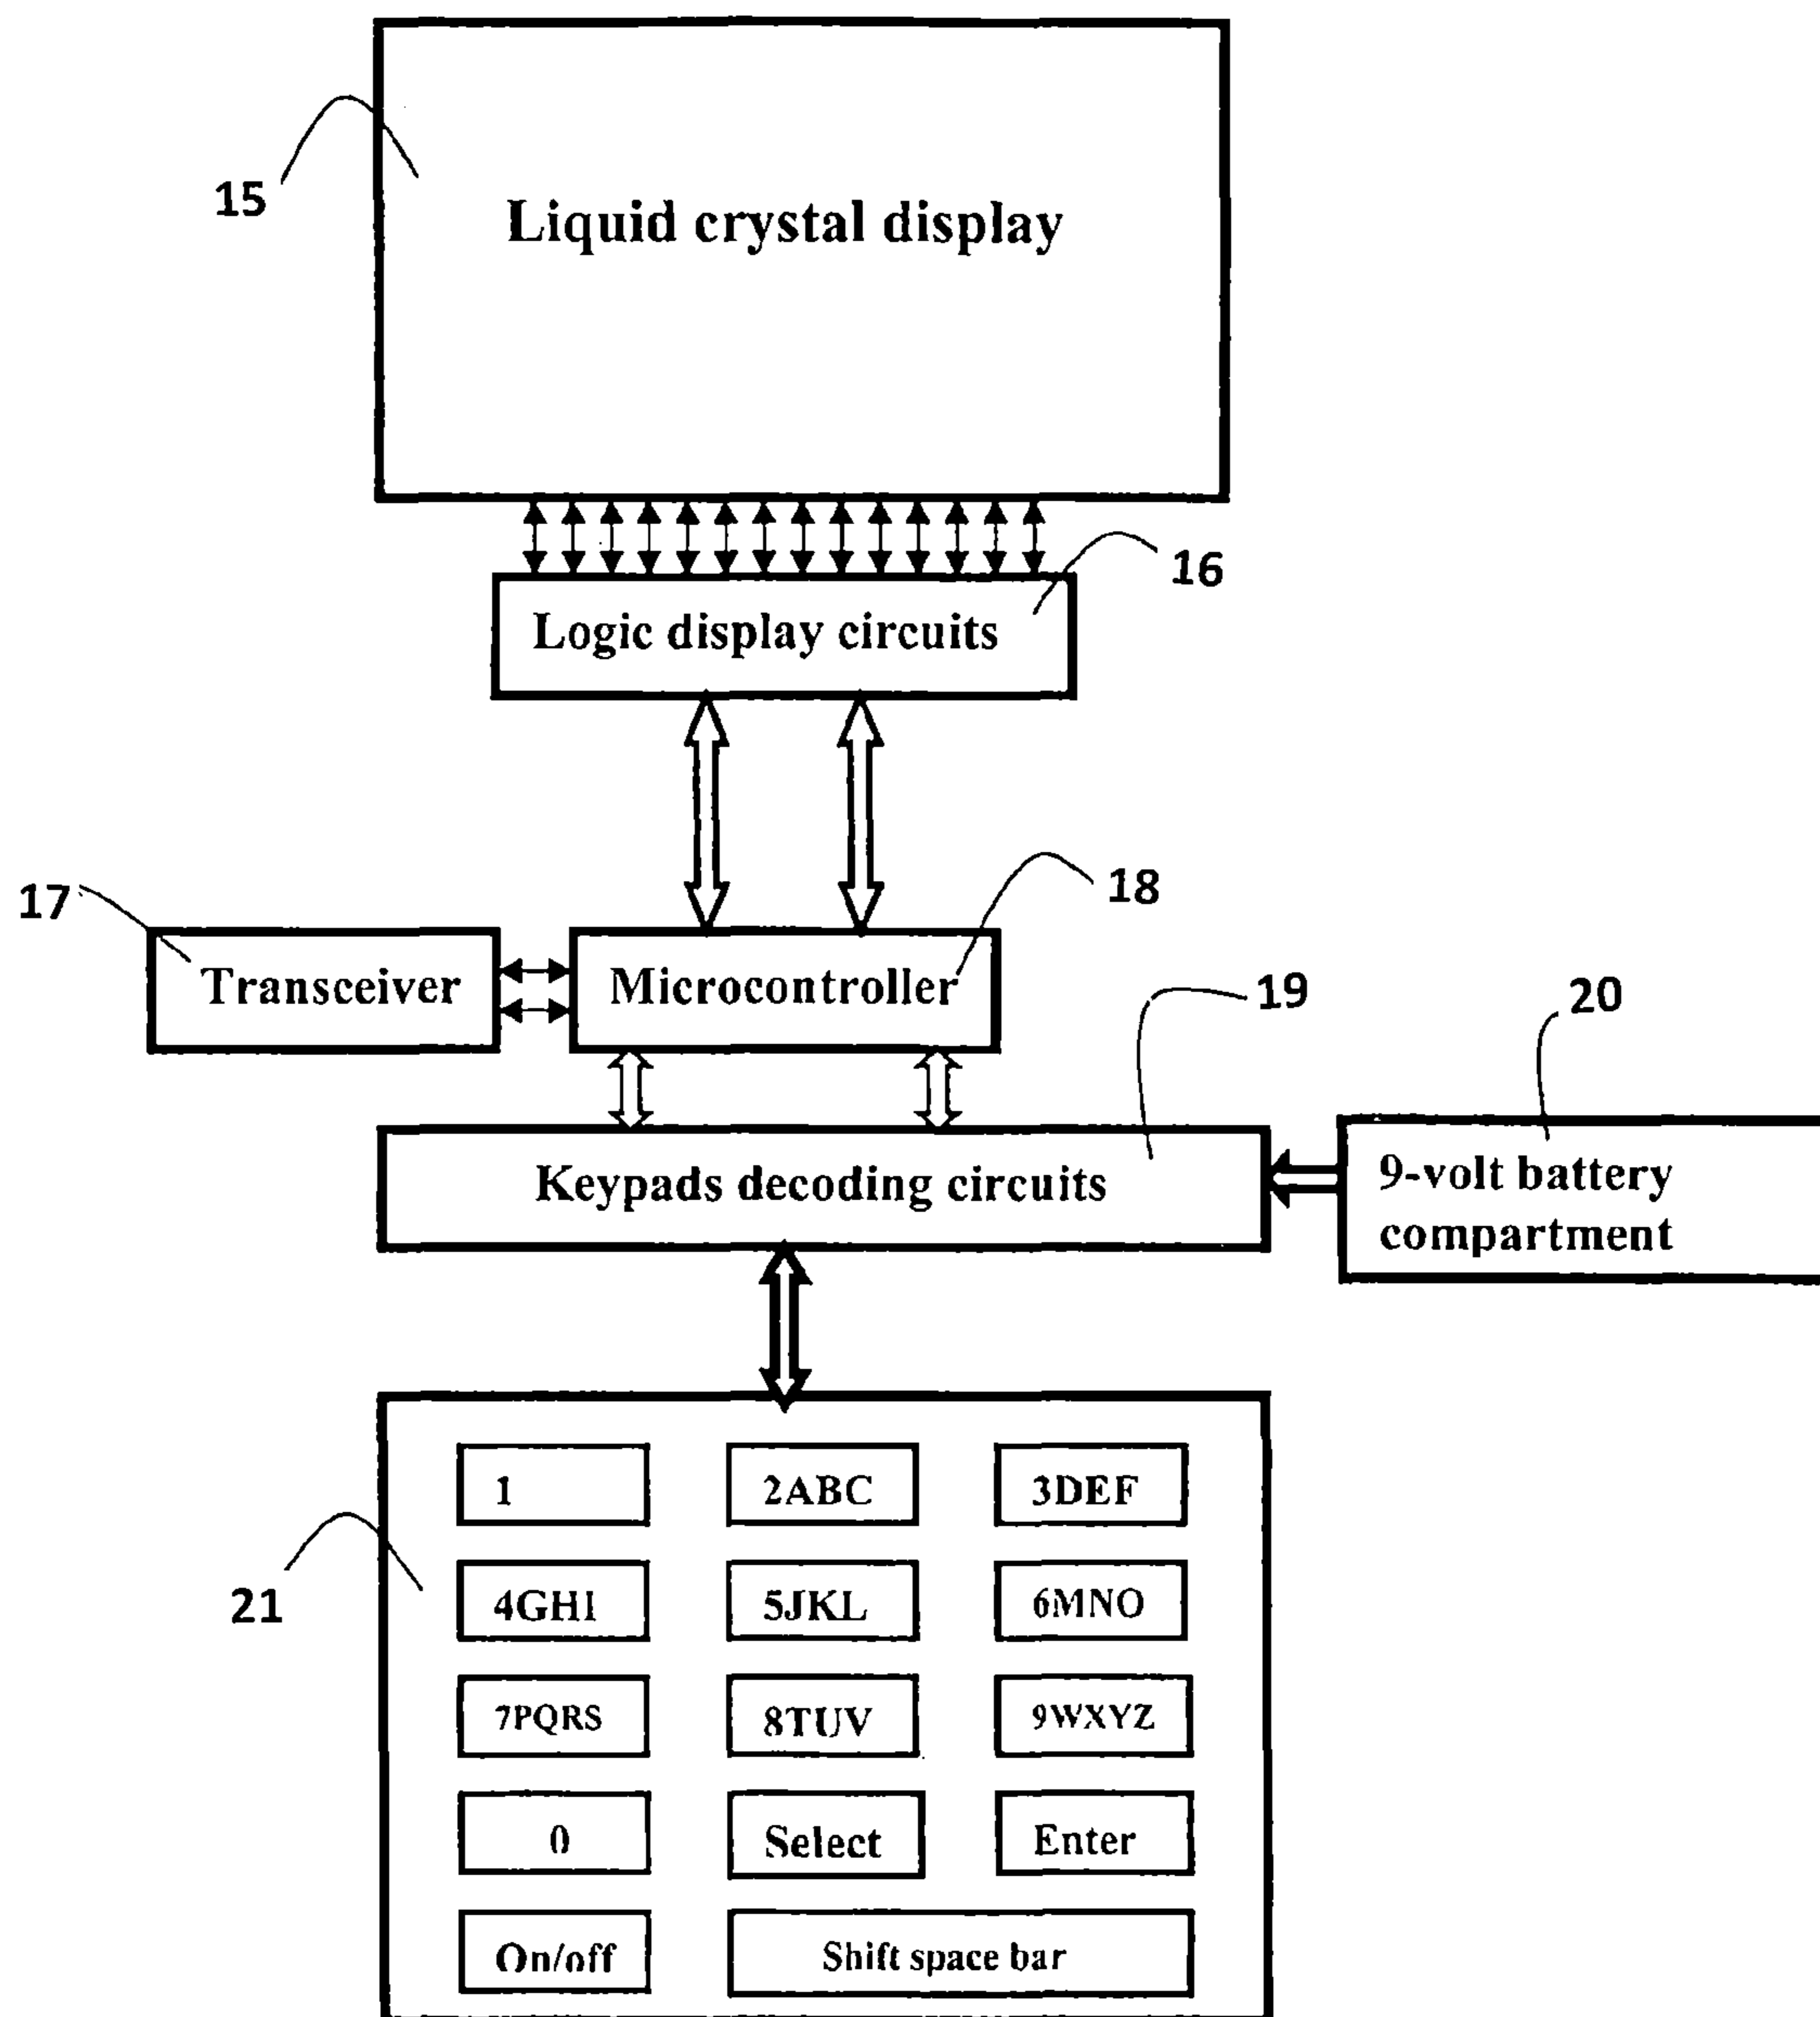 15
Liquid crystal display
16
Logic display circuits
17
18
Transceiver
Microcontroller
19
20
Keypads decoding circuits
9-volt battery
compartment
21
1
2ABC
3DEF
4GHI
5JKL
6MNO
7PQRS
8TUV
9WXYZ
0
Select
Enter
On/off
Shift space bar